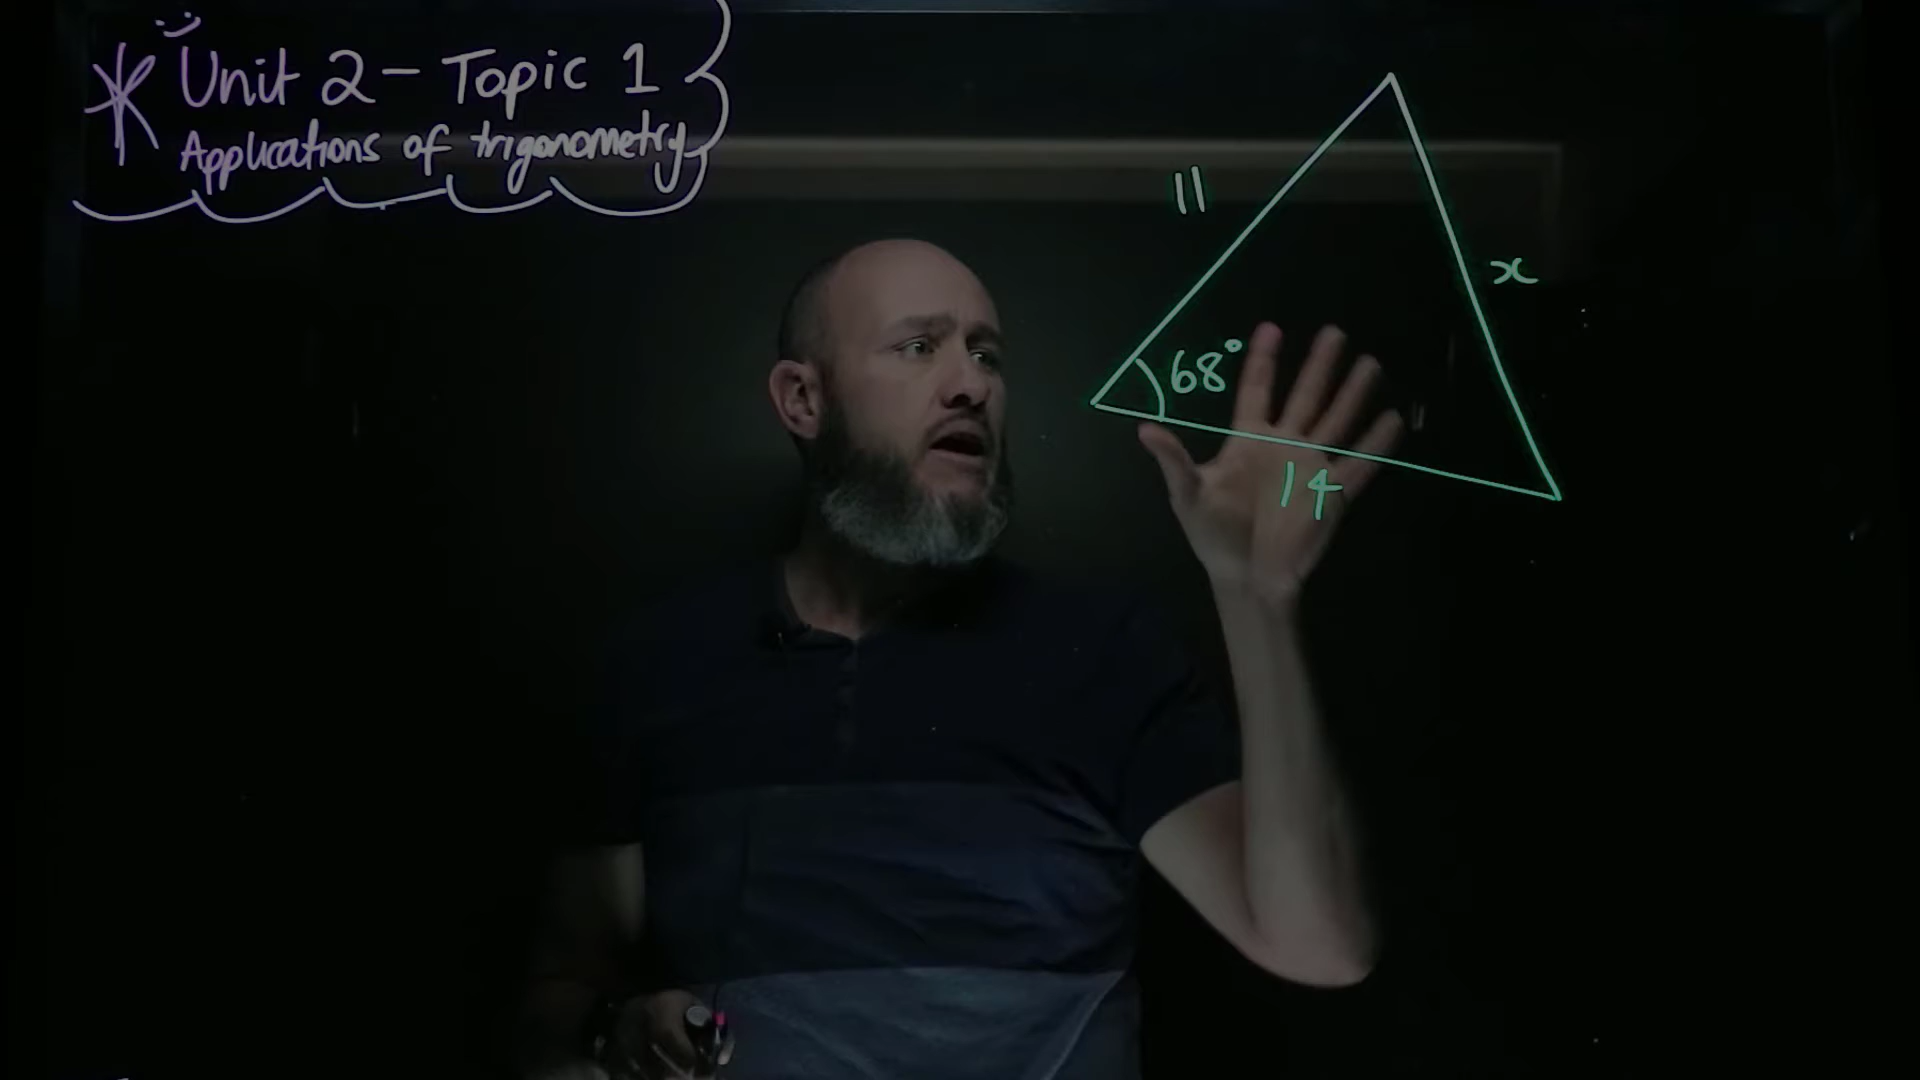 Unit 2 - Topic 1
Applications of trigonometry
11
x
68°
14